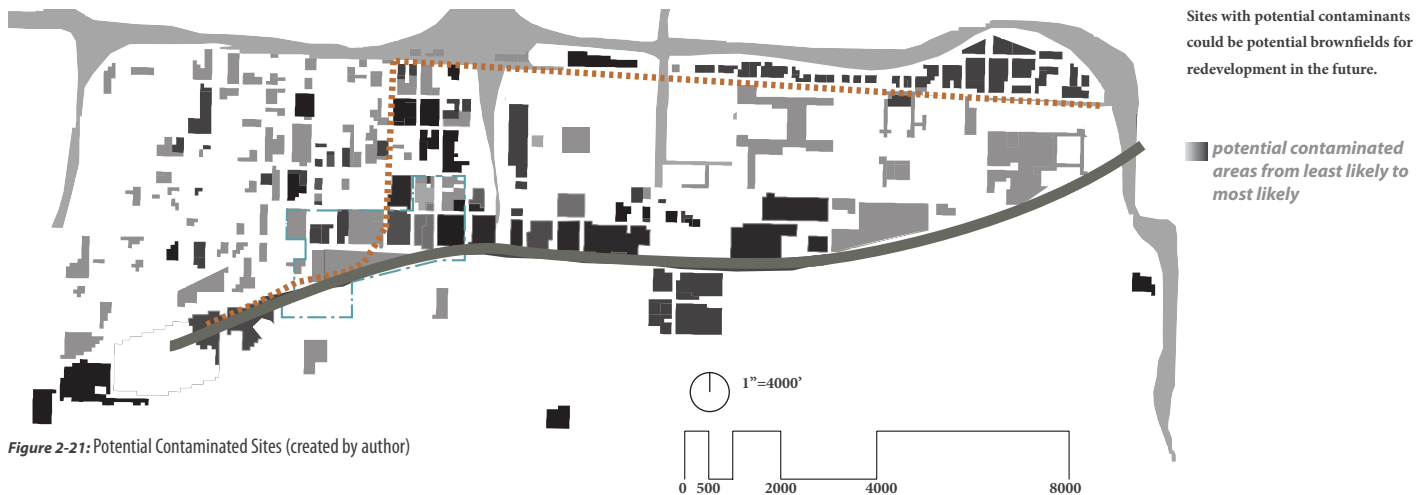 Sites with potential contaminants
could be potential brownfields for
redevelopment in the future.
potential contaminated
areas from least likely to
most likely
1”=4000’
Figure 2-21: Potential Contaminated Sites (created by author)
0 500 2000 4000 8000